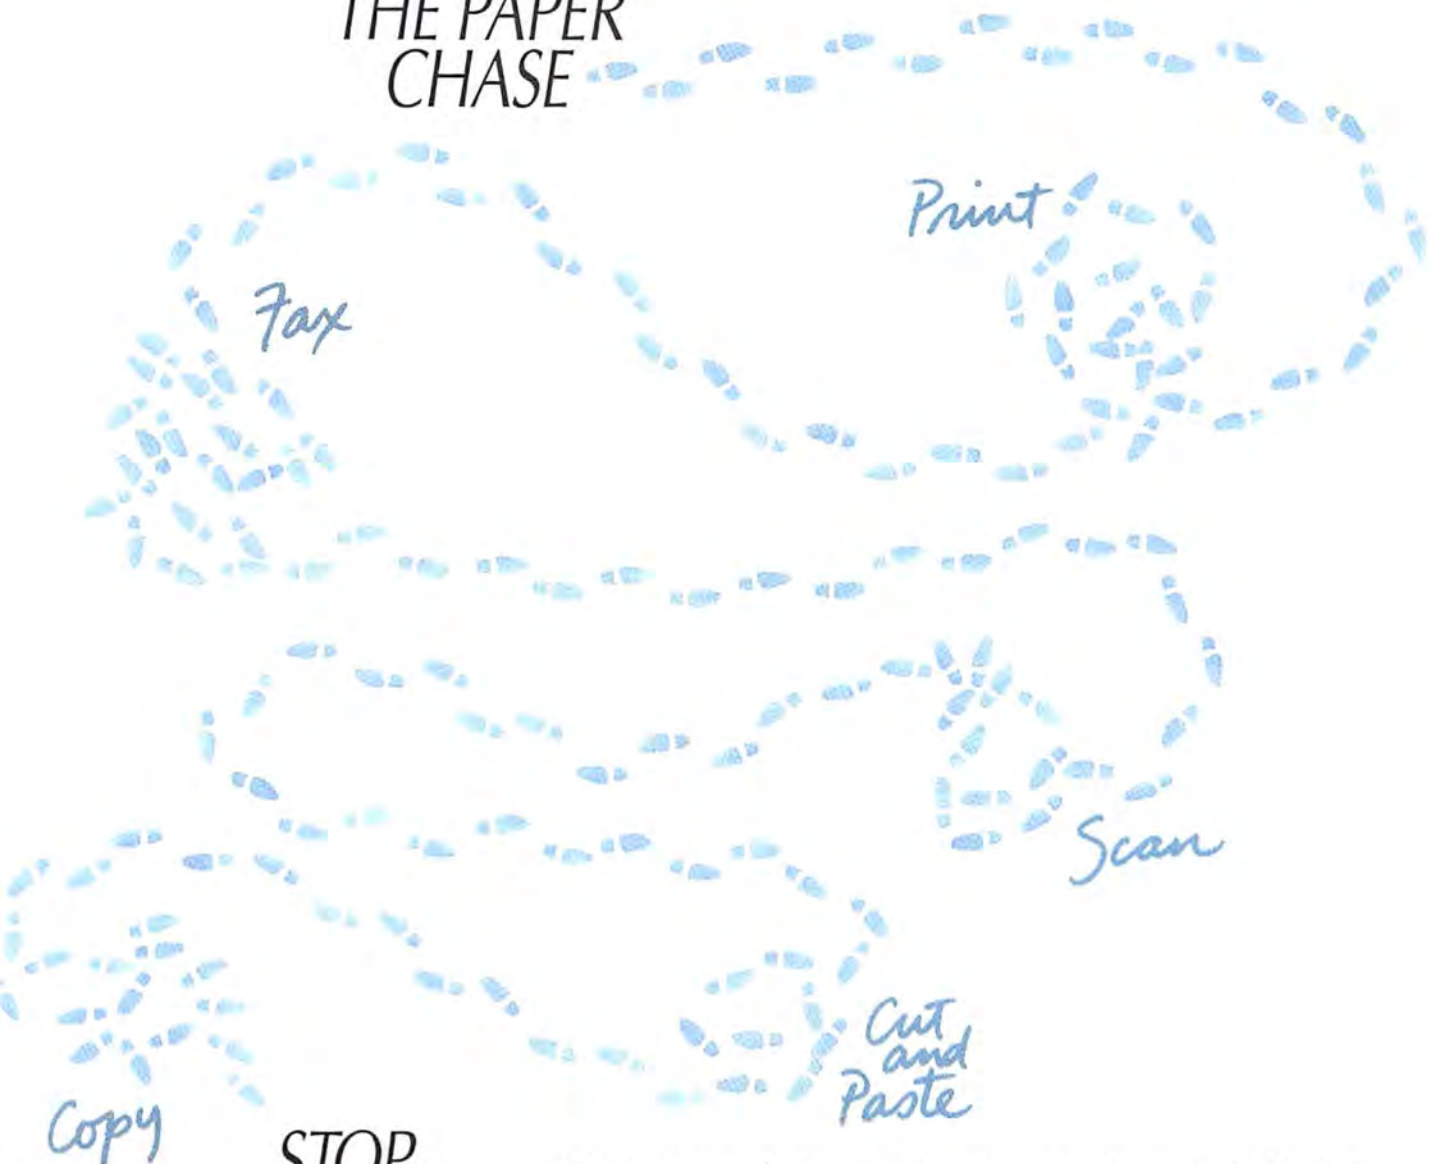 THE PAPER
CHASE
Print
Fax
Scan
Cut
and
Paste
Copy
STOP